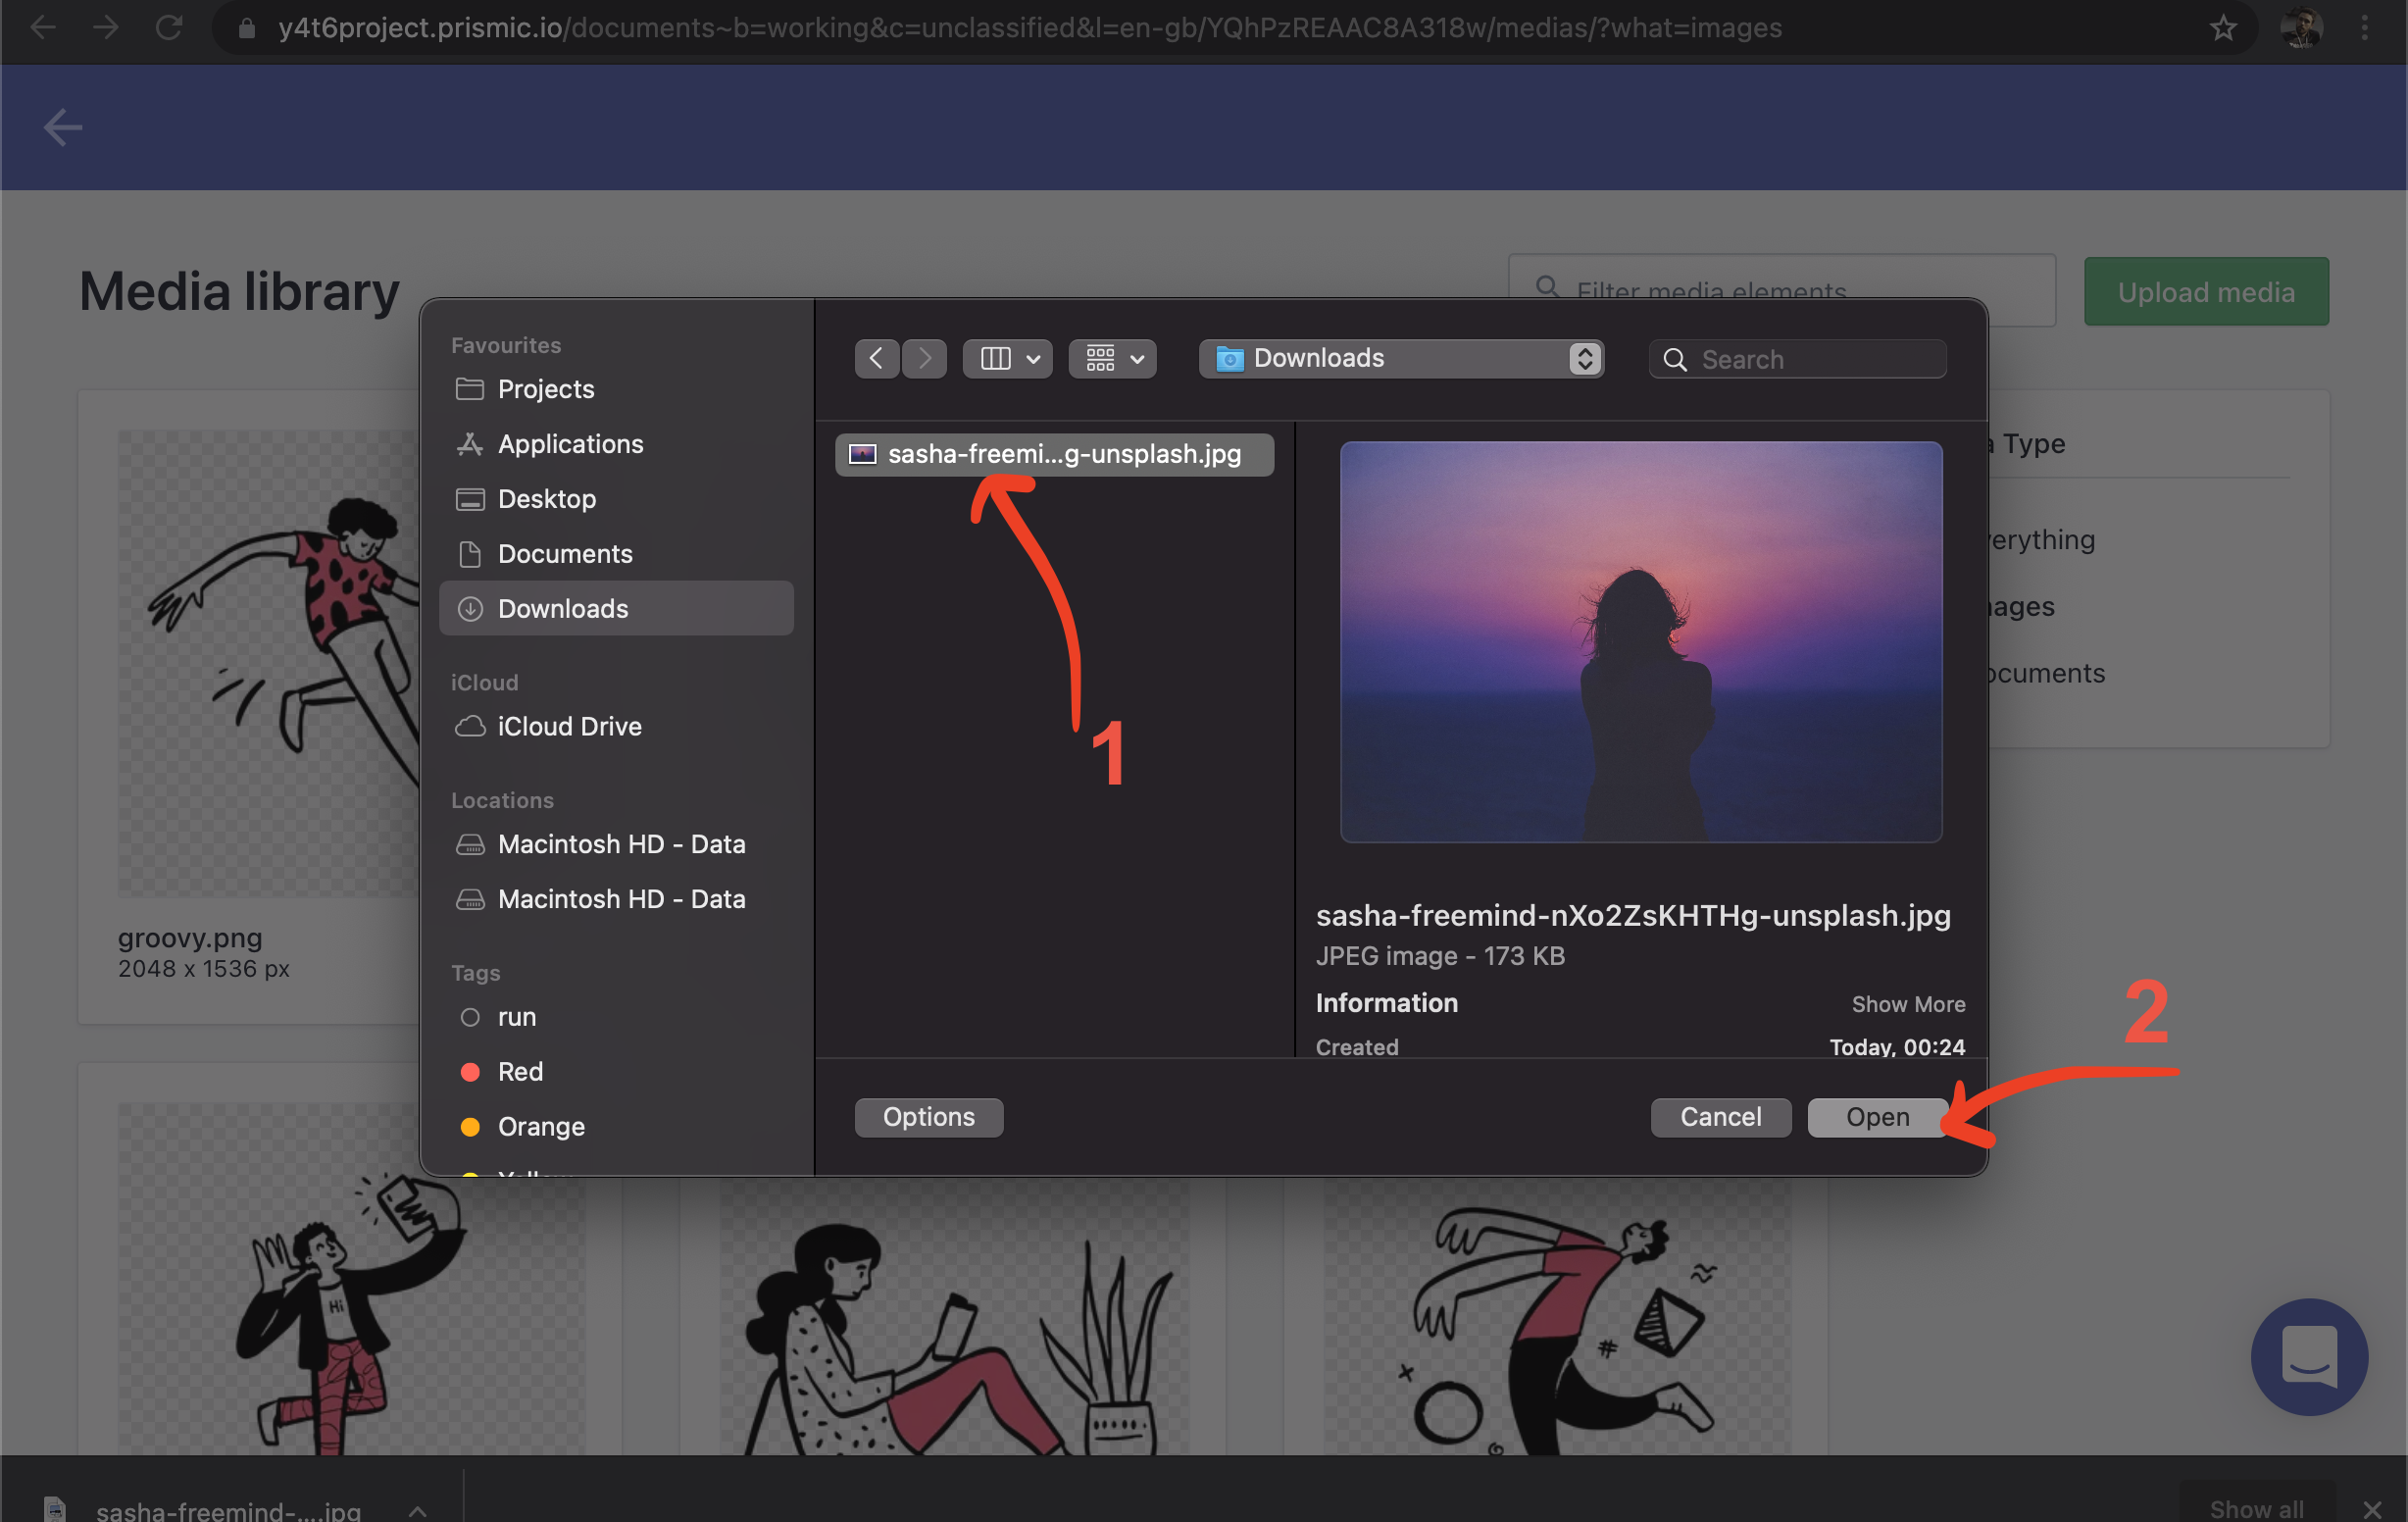 y4t6project.prismic.io/documents~b=working&c=unclassified&l=en-gb/YQhPzREAAC8A318w/medias/?what=images
Media library
Filter media elements
Upload media
Favourites
Projects
Applications
Desktop
Documents
Downloads
iCloud
iCloud Drive
Locations
Macintosh HD - Data
Macintosh HD - Data
Tags
run
Red
Orange
Yellow
Downloads
Search
sasha-freemi...g-unsplash.jpg
1
sasha-freemind-nXo2ZsKHTHg-unsplash.jpg
JPEG image - 173 KB
Information
Show More
Created
Today, 00:24
2
Options
Cancel
Open
a Type
verything
mages
ocuments
groovy.png
2048 x 1536 px
Hi
sasha-freemind-....jpg
Show all